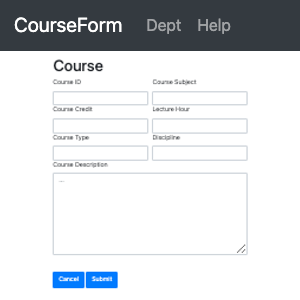 CourseForm Dept Help
Course
Course ID Course Subject
Course Credit Lecture Hour
Course Type Discipline
Course Description
...
Cancel Submit